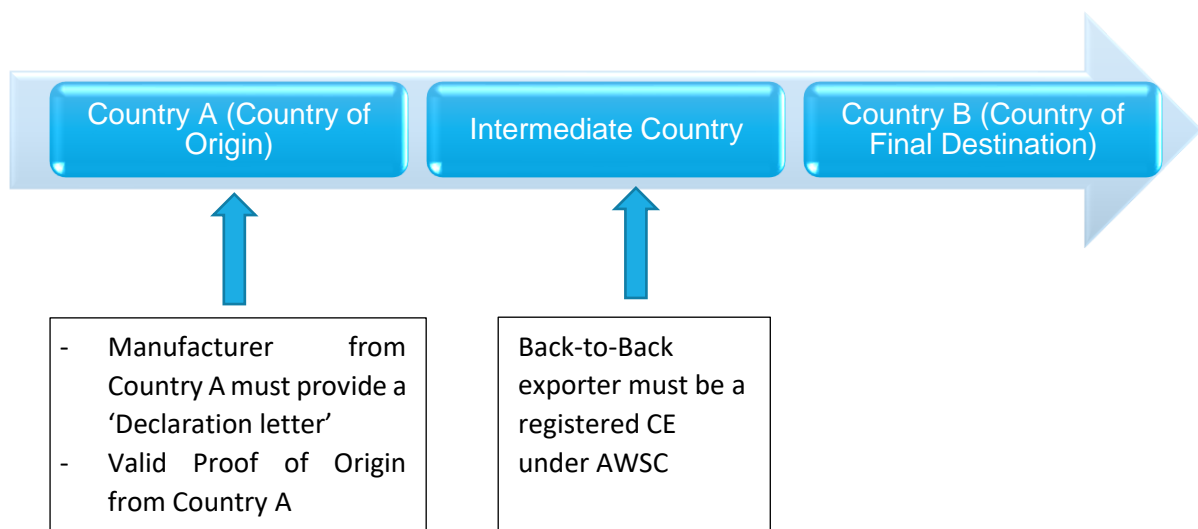 Country A (Country of
Origin)
Intermediate Country
Country B (Country of
Final Destination)
- Manufacturer from
Country A must provide a
‘Declaration letter’
- Valid Proof of Origin
from Country A
Back-to-Back
exporter must be a
registered CE
under AWSC